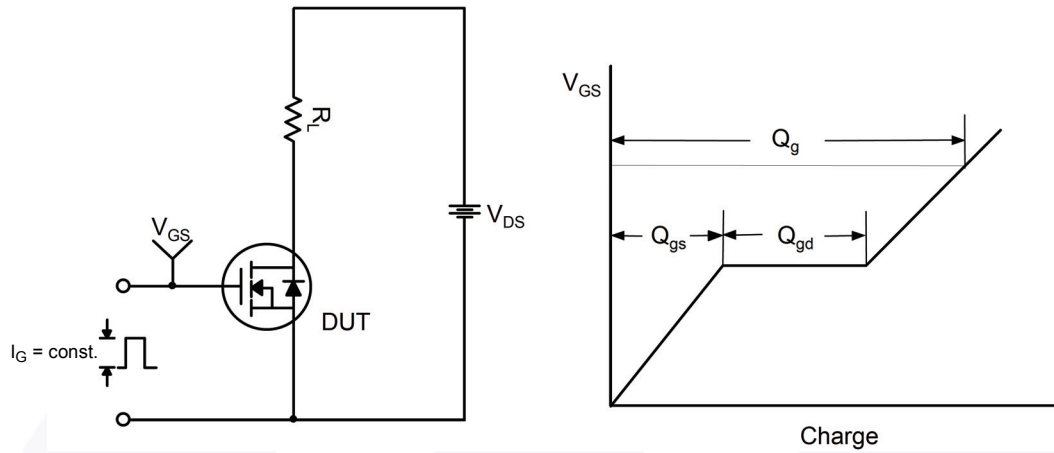 R_L
V_DS
V_GS
DUT
I_G = const.
V_GS
Q_g
Q_gs
Q_gd
Charge